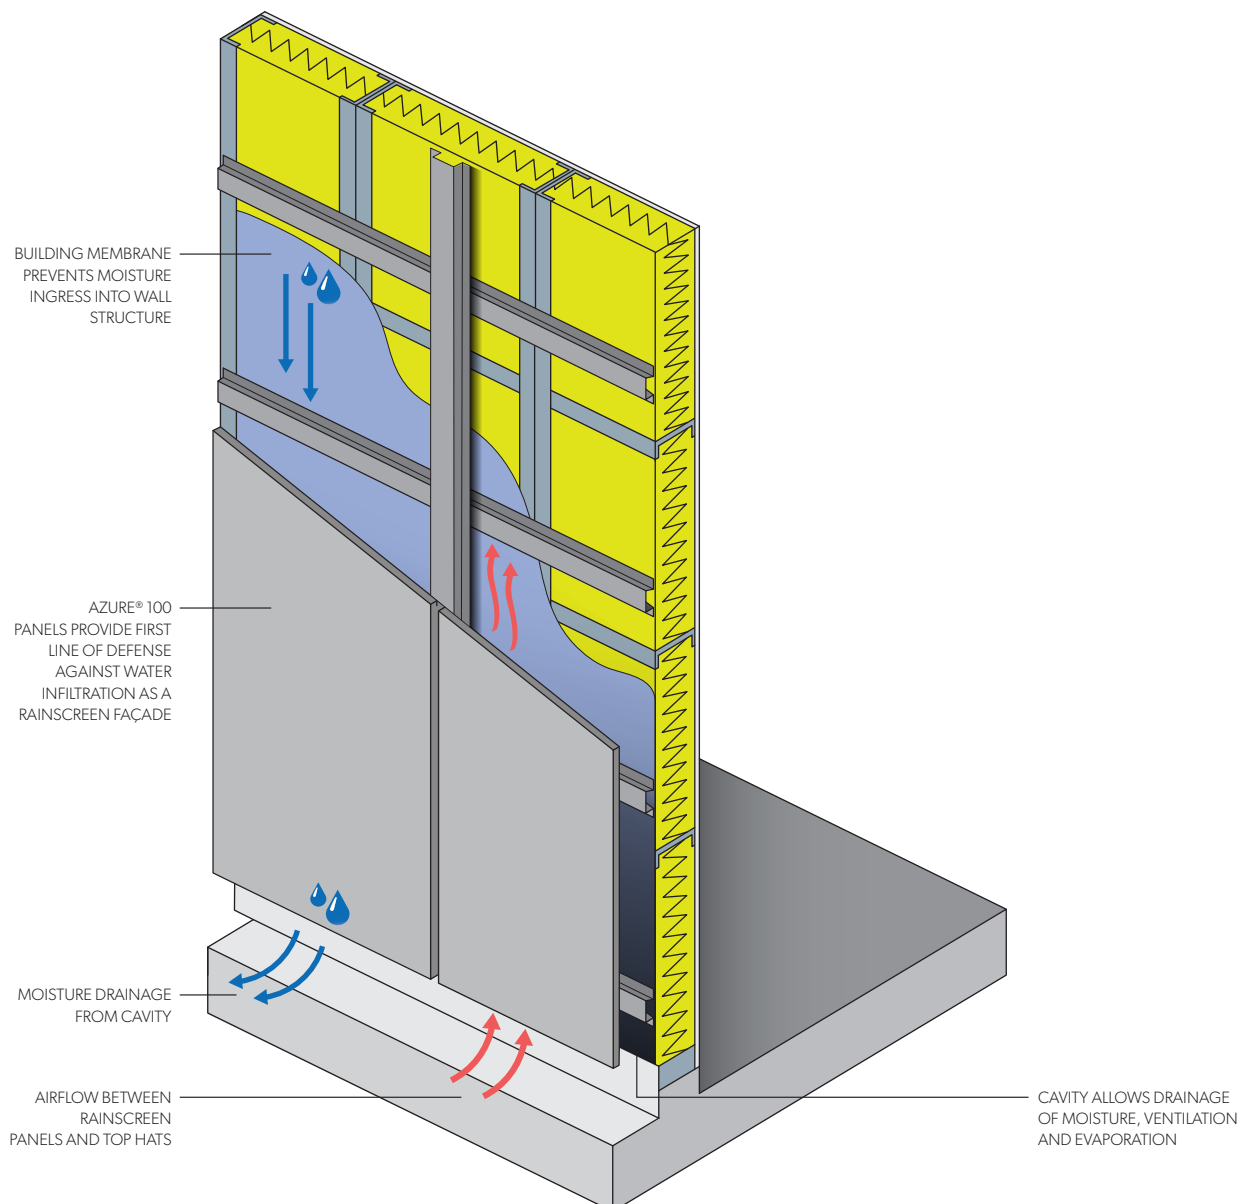 BUILDING MEMBRANE
PREVENTS MOISTURE
INGRESS INTO WALL
STRUCTURE
AZURE® 100
PANELS PROVIDE FIRST
LINE OF DEFENSE
AGAINST WATER
INFILTRATION AS A
RAINSCREEN FAÇADE
MOISTURE DRAINAGE
FROM CAVITY
AIRFLOW BETWEEN
RAINSCREEN
PANELS AND TOP HATS
CAVITY ALLOWS DRAINAGE
OF MOISTURE, VENTILATION
AND EVAPORATION